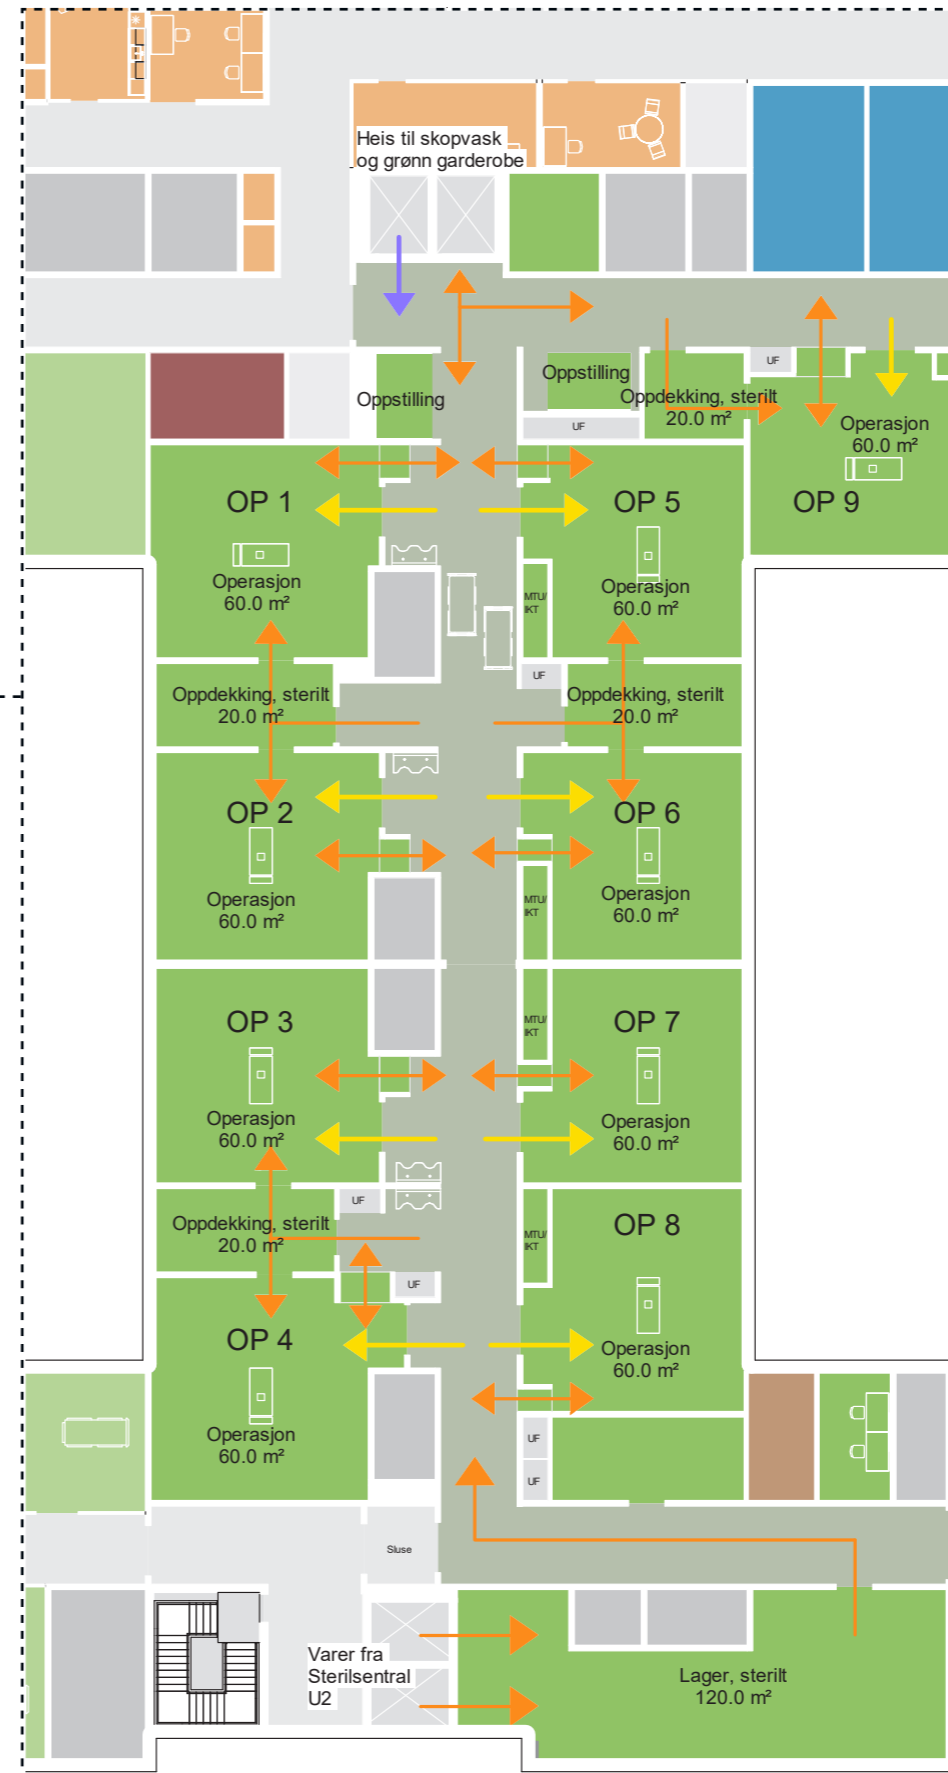 Heis til skopvask
og grønn garderobe
Oppstilling
Oppstilling
UF
UF
Oppdekking, sterilt
20.0 m²
Operasjon
60.0 m²
OP 9
OP 1
Operasjon
60.0 m²
OP 5
Operasjon
60.0 m²
MTU/
IKT
UF
Oppdekking, sterilt
20.0 m²
Oppdekking, sterilt
20.0 m²
OP 2
Operasjon
60.0 m²
OP 6
Operasjon
60.0 m²
MTU/
IKT
OP 3
Operasjon
60.0 m²
MTU/
IKT
OP 7
Operasjon
60.0 m²
UF
Oppdekking, sterilt
20.0 m²
UF
MTU/
IKT
OP 8
Operasjon
60.0 m²
OP 4
Operasjon
60.0 m²
UF
UF
Sluse
Varer fra
Sterilsentral
U2
Lager, sterilt
120.0 m²